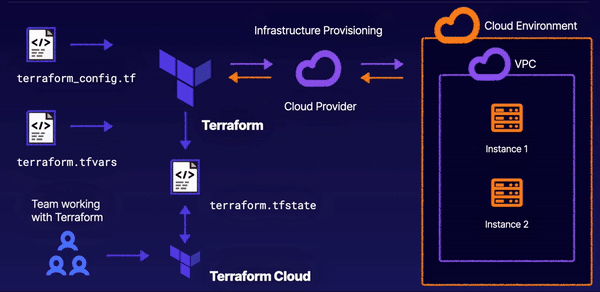 Infrastructure Provisioning
Cloud Environment
VPC
terraform_config.tf
Cloud Provider
Terraform
Instance 1
terraform.tfvars
Team working
with Terraform
terraform.tfstate
Instance 2
Terraform Cloud